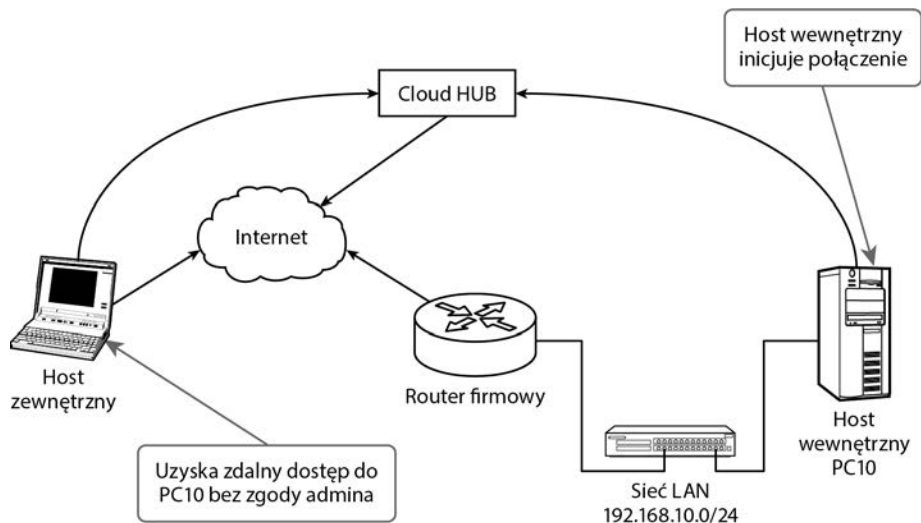 Host wewnętrzny
inicjuje połączenie
Cloud HUB
Internet
Host
zewnętrzny
Router firmowy
Host
wewnętrzny
PC10
Uzyska zdalny dostęp do
PC10 bez zgody admina
Sieć LAN
192.168.10.0/24